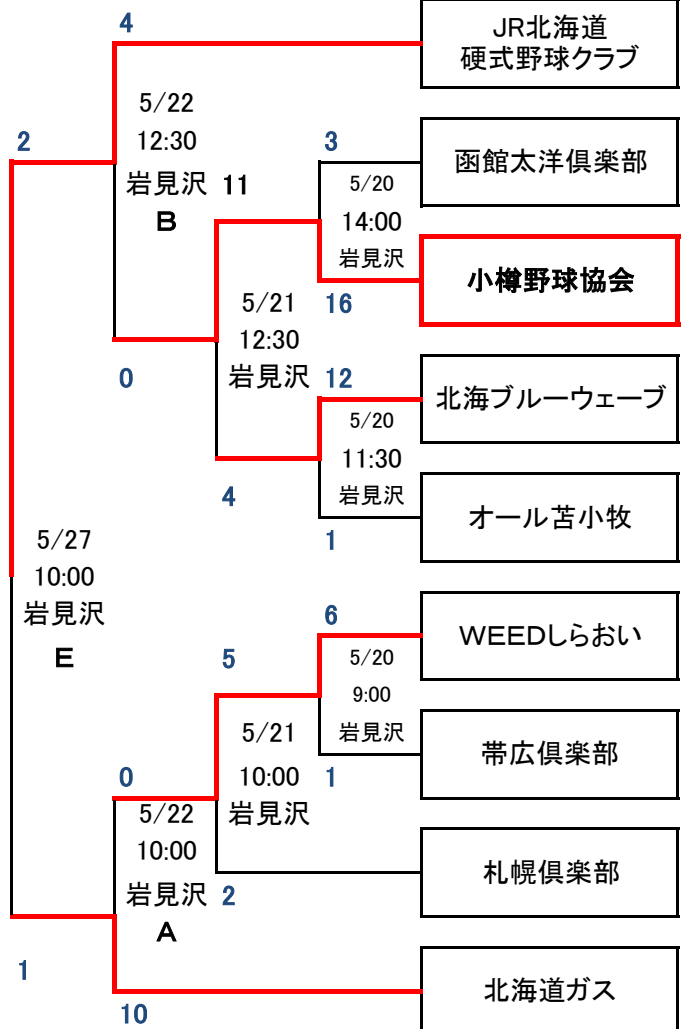 4
JR北海道
硬式野球クラブ
5/22
12:30
岩見沢
B
2
11
3
5/20
14:00
岩見沢
16
函館太洋倶楽部
小樽野球協会
5/21
12:30
岩見沢
0
12
5/20
11:30
岩見沢
1
4
北海ブルーウェーブ
オール苫小牧
5/27
10:00
岩見沢
E
6
5/20
9:00
岩見沢
1
WEEDしらおい
帯広倶楽部
5
5/21
10:00
岩見沢
2
札幌倶楽部
0
5/22
10:00
岩見沢
A
1
10
北海道ガス